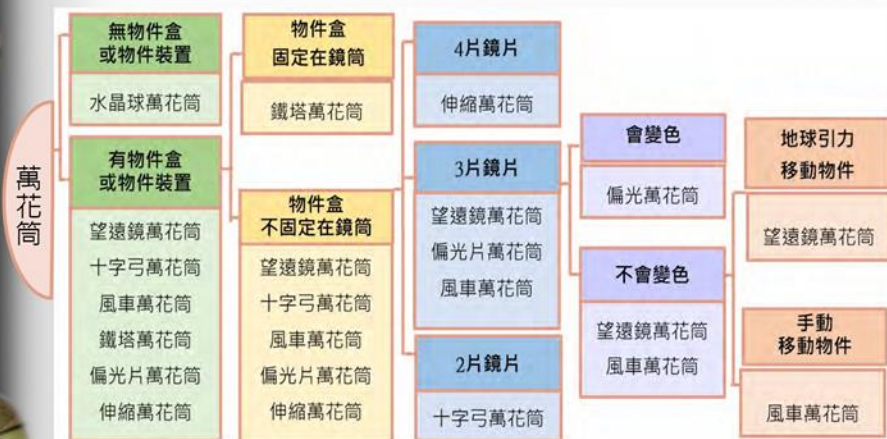 萬花筒
無物件盒
或物件裝置
水晶球萬花筒
有物件盒
或物件裝置
望遠鏡萬花筒
十字弓萬花筒
風車萬花筒
鐵塔萬花筒
偏光片萬花筒
伸縮萬花筒
物件盒
固定在鏡筒
鐵塔萬花筒
物件盒
不固定在鏡筒
望遠鏡萬花筒
十字弓萬花筒
風車萬花筒
偏光片萬花筒
伸縮萬花筒
4片鏡片
伸縮萬花筒
3片鏡片
望遠鏡萬花筒
偏光片萬花筒
風車萬花筒
2片鏡片
十字弓萬花筒
會變色
偏光萬花筒
不會變色
望遠鏡萬花筒
風車萬花筒
地球引力
移動物件
望遠鏡萬花筒
手動
移動物件
風車萬花筒